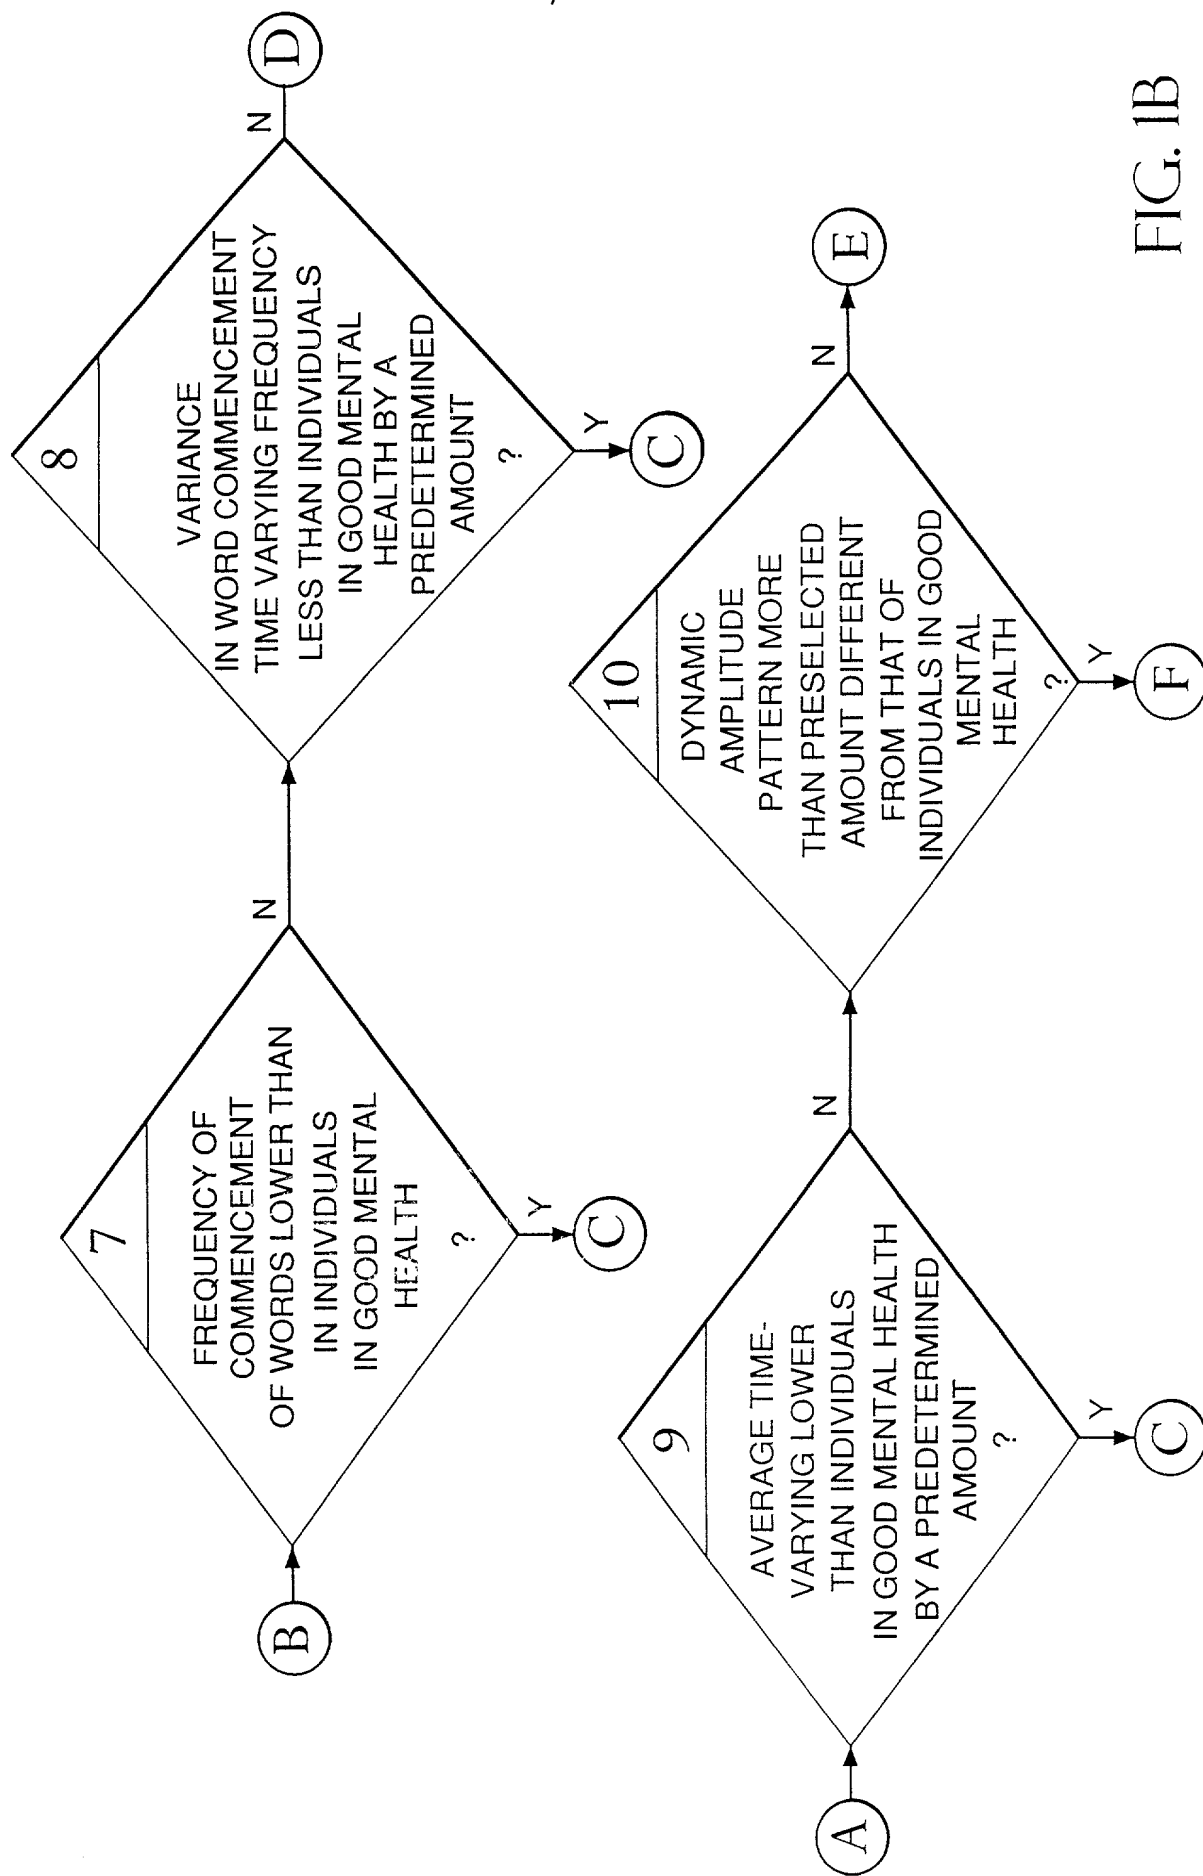 B
7
FREQUENCY OF
COMMENCEMENT
OF WORDS LOWER THAN
IN INDIVIDUALS
IN GOOD MENTAL
HEALTH
?
Y
C
N
8
VARIANCE
IN WORD COMMENCEMENT
TIME VARYING FREQUENCY
LESS THAN INDIVIDUALS
IN GOOD MENTAL
HEALTH BY A
PREDETERMINED
AMOUNT
?
Y
C
N
D
A
9
AVERAGE TIME-
VARYING LOWER
THAN INDIVIDUALS
IN GOOD MENTAL HEALTH
BY A PREDETERMINED
AMOUNT
?
Y
C
N
10
DYNAMIC
AMPLITUDE
PATTERN MORE
THAN PRESELECTED
AMOUNT DIFFERENT
FROM THAT OF
INDIVIDUALS IN GOOD
MENTAL
HEALTH
?
Y
F
N
E
FIG. 1B